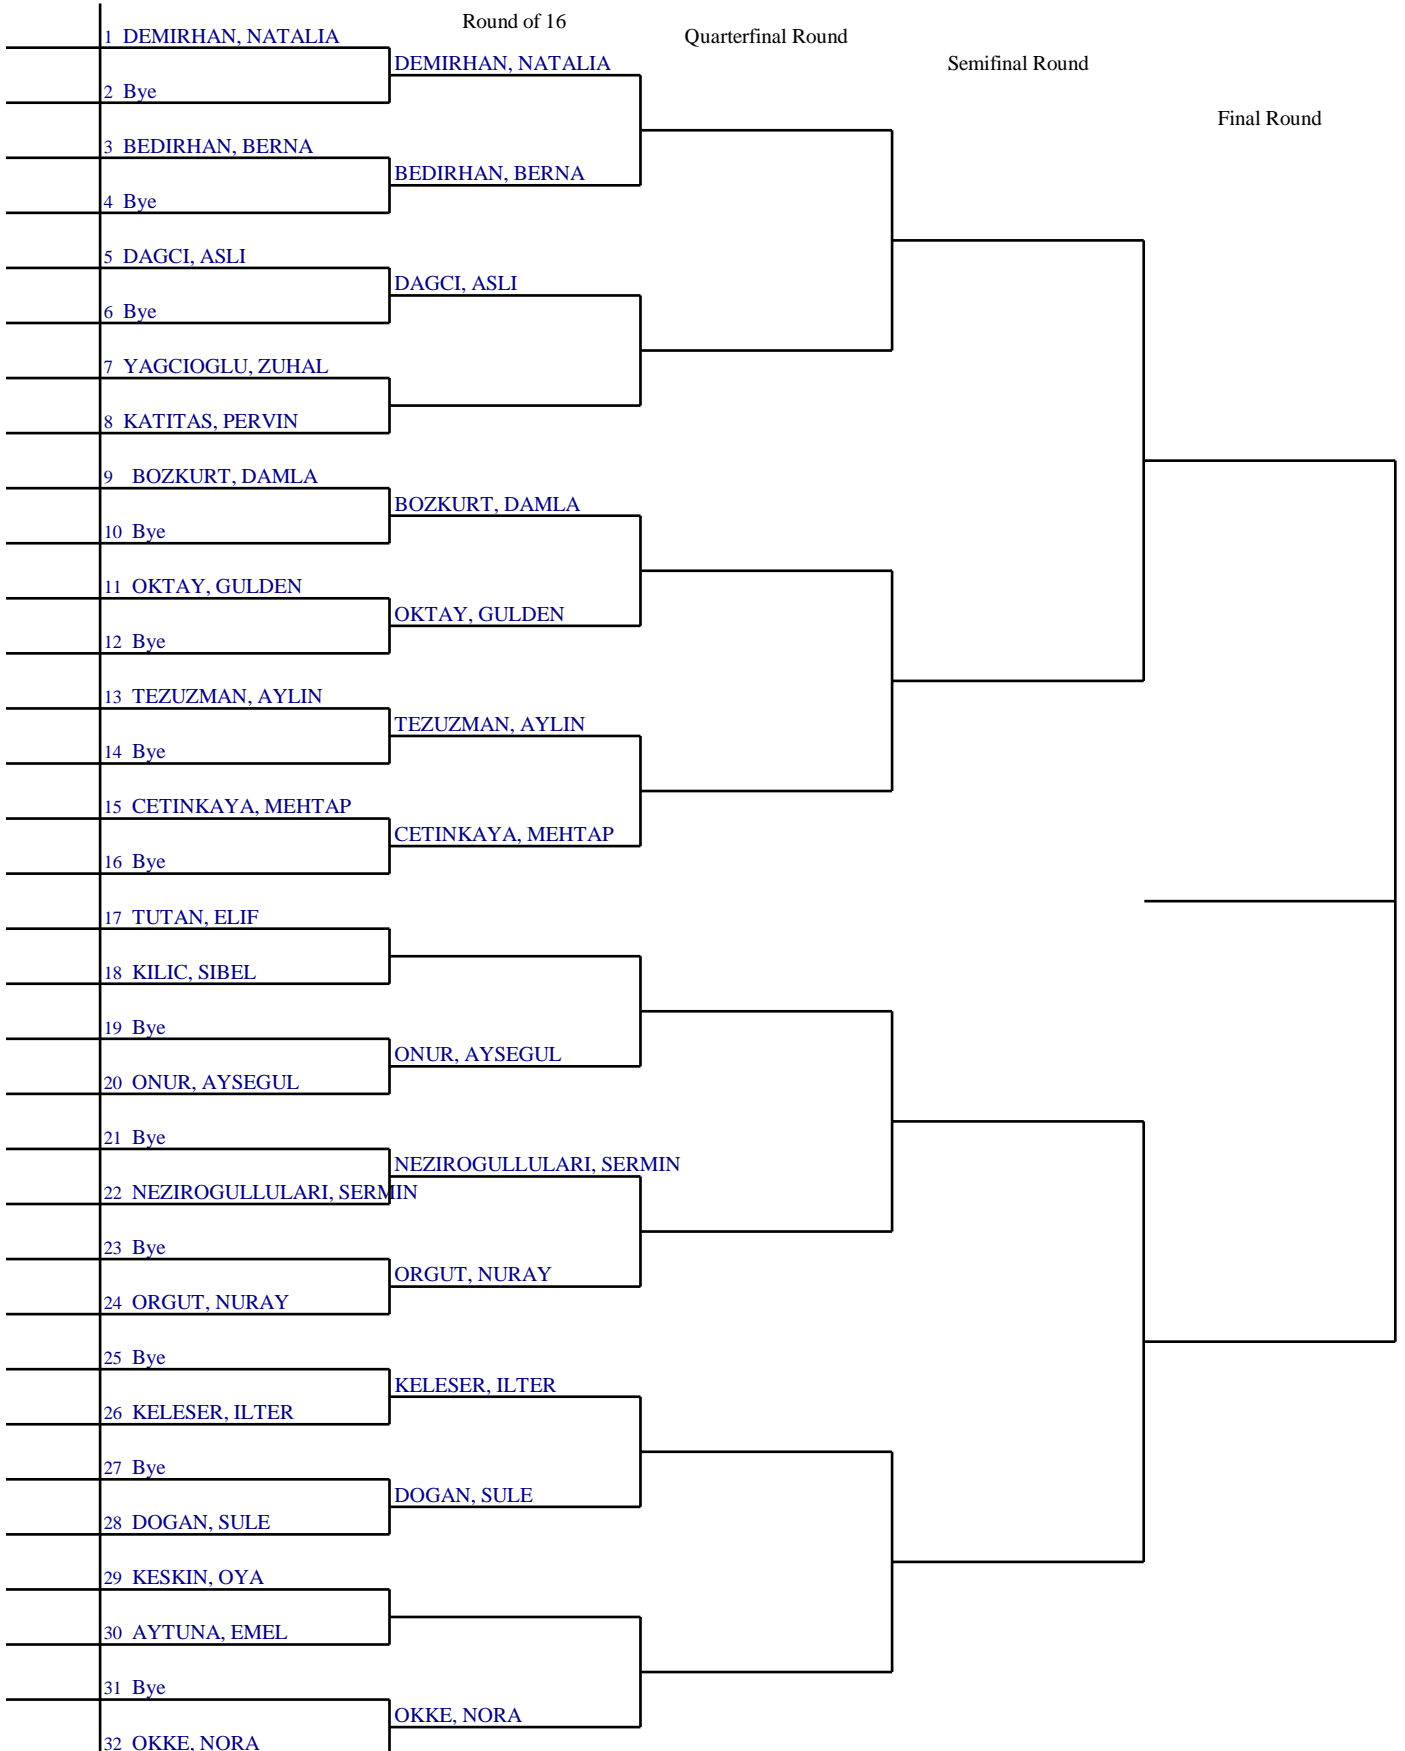 Round of 16
Quarterfinal Round
Semifinal Round
Final Round
1 DEMIRHAN, NATALIA
DEMIRHAN, NATALIA
2 Bye
3 BEDIRHAN, BERNA
BEDIRHAN, BERNA
4 Bye
5 DAGCI, ASLI
DAGCI, ASLI
6 Bye
7 YAGCIOGLU, ZUHAL
8 KATITAS, PERVIN
9 BOZKURT, DAMLA
BOZKURT, DAMLA
10 Bye
11 OKTAY, GULDEN
OKTAY, GULDEN
12 Bye
13 TEZUZMAN, AYLIN
TEZUZMAN, AYLIN
14 Bye
15 CETINKAYA, MEHTAP
CETINKAYA, MEHTAP
16 Bye
17 TUTAN, ELIF
18 KILIC, SIBEL
19 Bye
ONUR, AYSEGUL
20 ONUR, AYSEGUL
21 Bye
NEZIROGULLULARI, SERMIN
22 NEZIROGULLULARI, SERMIN
23 Bye
ORGUT, NURAY
24 ORGUT, NURAY
25 Bye
KELESER, ILTER
26 KELESER, ILTER
27 Bye
DOGAN, SULE
28 DOGAN, SULE
29 KESKIN, OYA
30 AYTUNA, EMEL
31 Bye
OKKE, NORA
32 OKKE, NORA